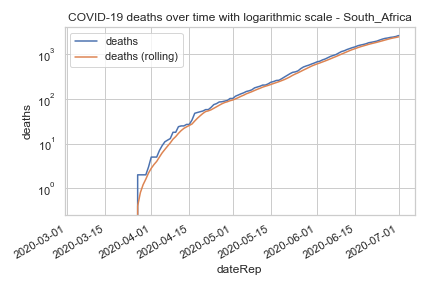 COVID-19 deaths over time with logarithmic scale - South_Africa
deaths
deaths (rolling)
10³
10²
10¹
10⁰
deaths
2020-03-01
2020-03-15
2020-04-01
2020-04-15
2020-05-01
2020-05-15
2020-06-01
2020-06-15
2020-07-01
dateRep